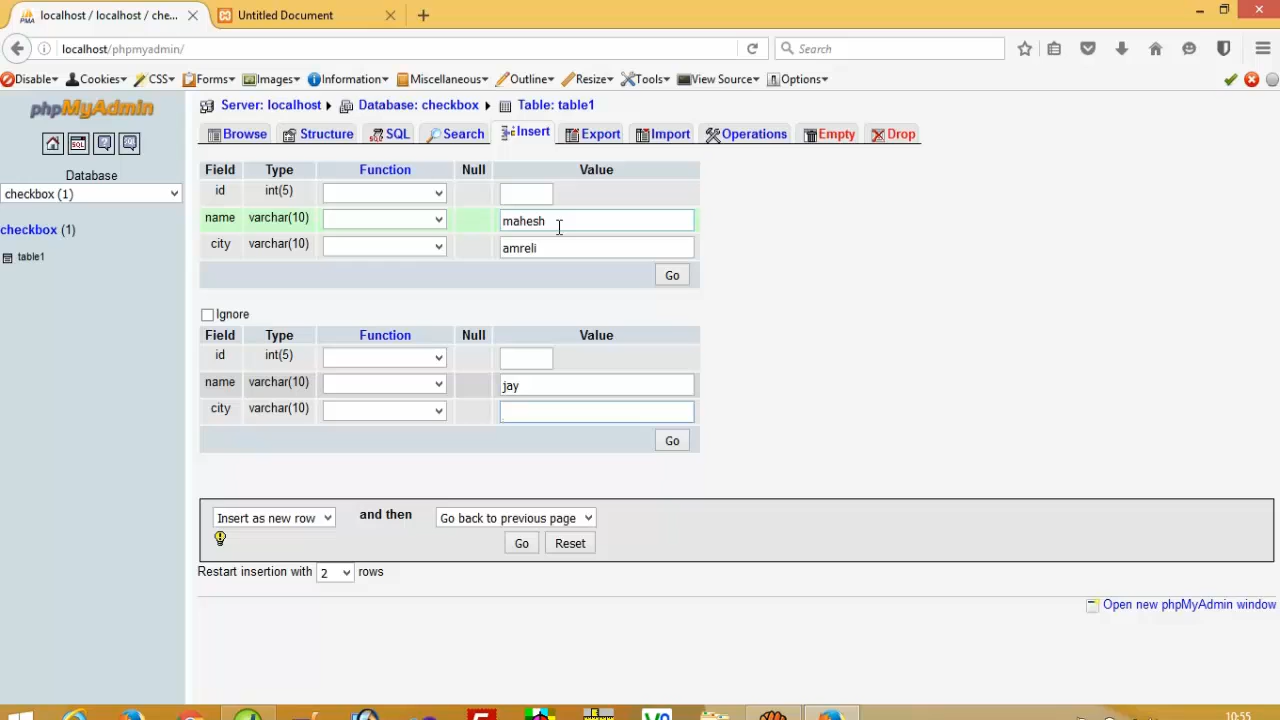 localhost / localhost / che...
Untitled Document
localhost/phpmyadmin/
Search
Disable
Cookies
CSS
Forms
Images
Information
Miscellaneous
Outline
Resize
Tools
View Source
Options
phpMyAdmin
Server: localhost
Database: checkbox
Table: table1
Browse
Structure
SQL
Search
Insert
Export
Import
Operations
Empty
Drop
SQL
Database
checkbox (1)
checkbox (1)
table1
Field Type Function Null Value
id int(5)
name varchar(10) mahesh
city varchar(10) amreli
Go
Ignore
Field Type Function Null Value
id int(5)
name varchar(10) jay
city varchar(10)
Go
Insert as new row and then Go back to previous page
Go Reset
Restart insertion with 2 rows
Open new phpMyAdmin window
10:55